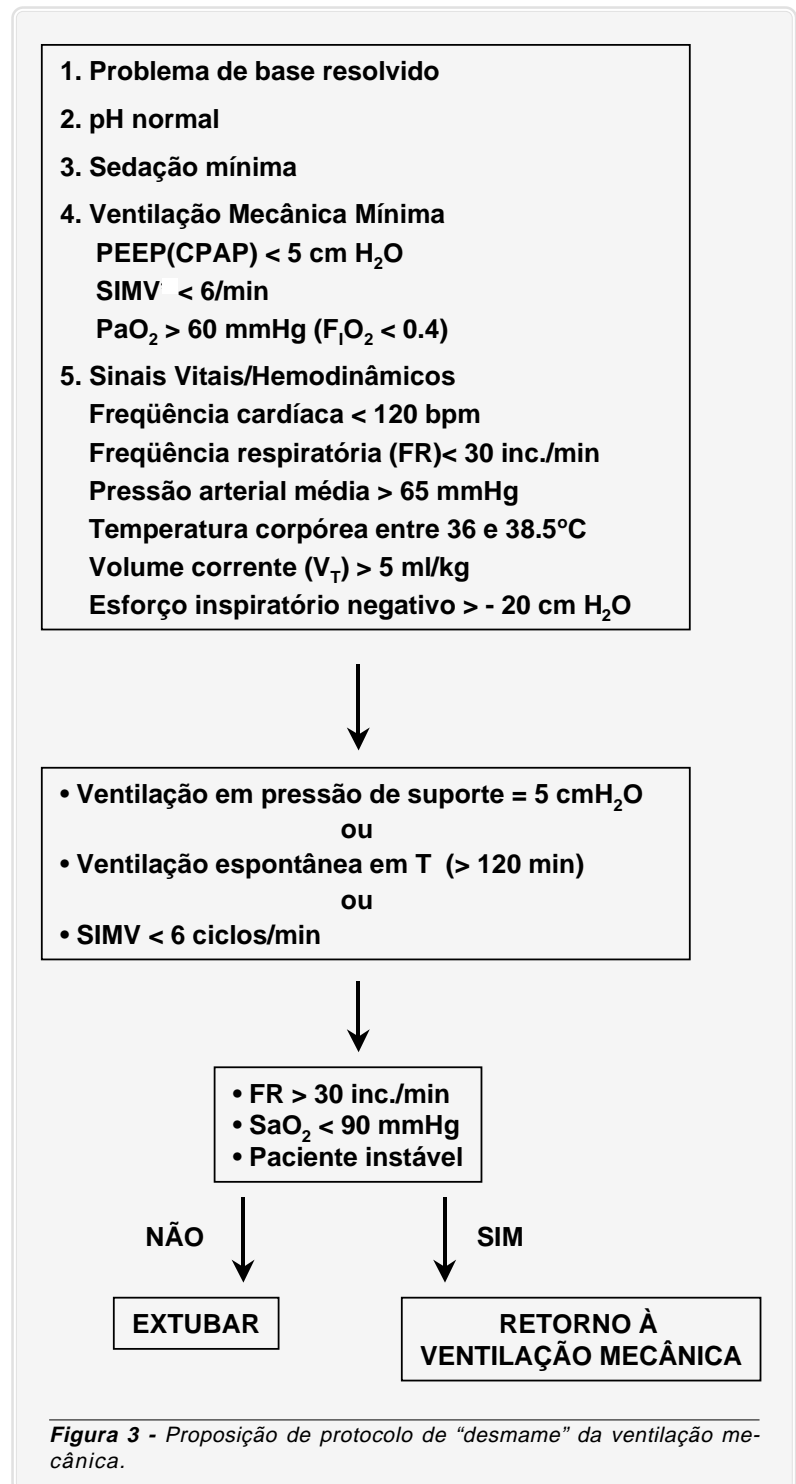 1. Problema de base resolvido
2. pH normal
3. Sedação mínima
4. Ventilação Mecânica Mínima
PEEP(CPAP) < 5 cm H₂O
SIMV < 6/min
PaO₂ > 60 mmHg (FIO₂ < 0.4)
5. Sinais Vitais/Hemodinâmicos
Freqüência cardíaca < 120 bpm
Freqüência respiratória (FR)< 30 inc./min
Pressão arterial média > 65 mmHg
Temperatura corpórea entre 36 e 38.5ºC
Volume corrente (VT) > 5 ml/kg
Esforço inspiratório negativo > - 20 cm H₂O
• Ventilação em pressão de suporte = 5 cmH₂O
ou
• Ventilação espontânea em T (> 120 min)
ou
• SIMV < 6 ciclos/min
• FR > 30 inc./min
• SaO₂ < 90 mmHg
• Paciente instável
NÃO SIM
EXTUBAR
RETORNO À
VENTILAÇÃO MECÂNICA
Figura 3 - Proposição de protocolo de “desmame” da ventilação me-
cânica.